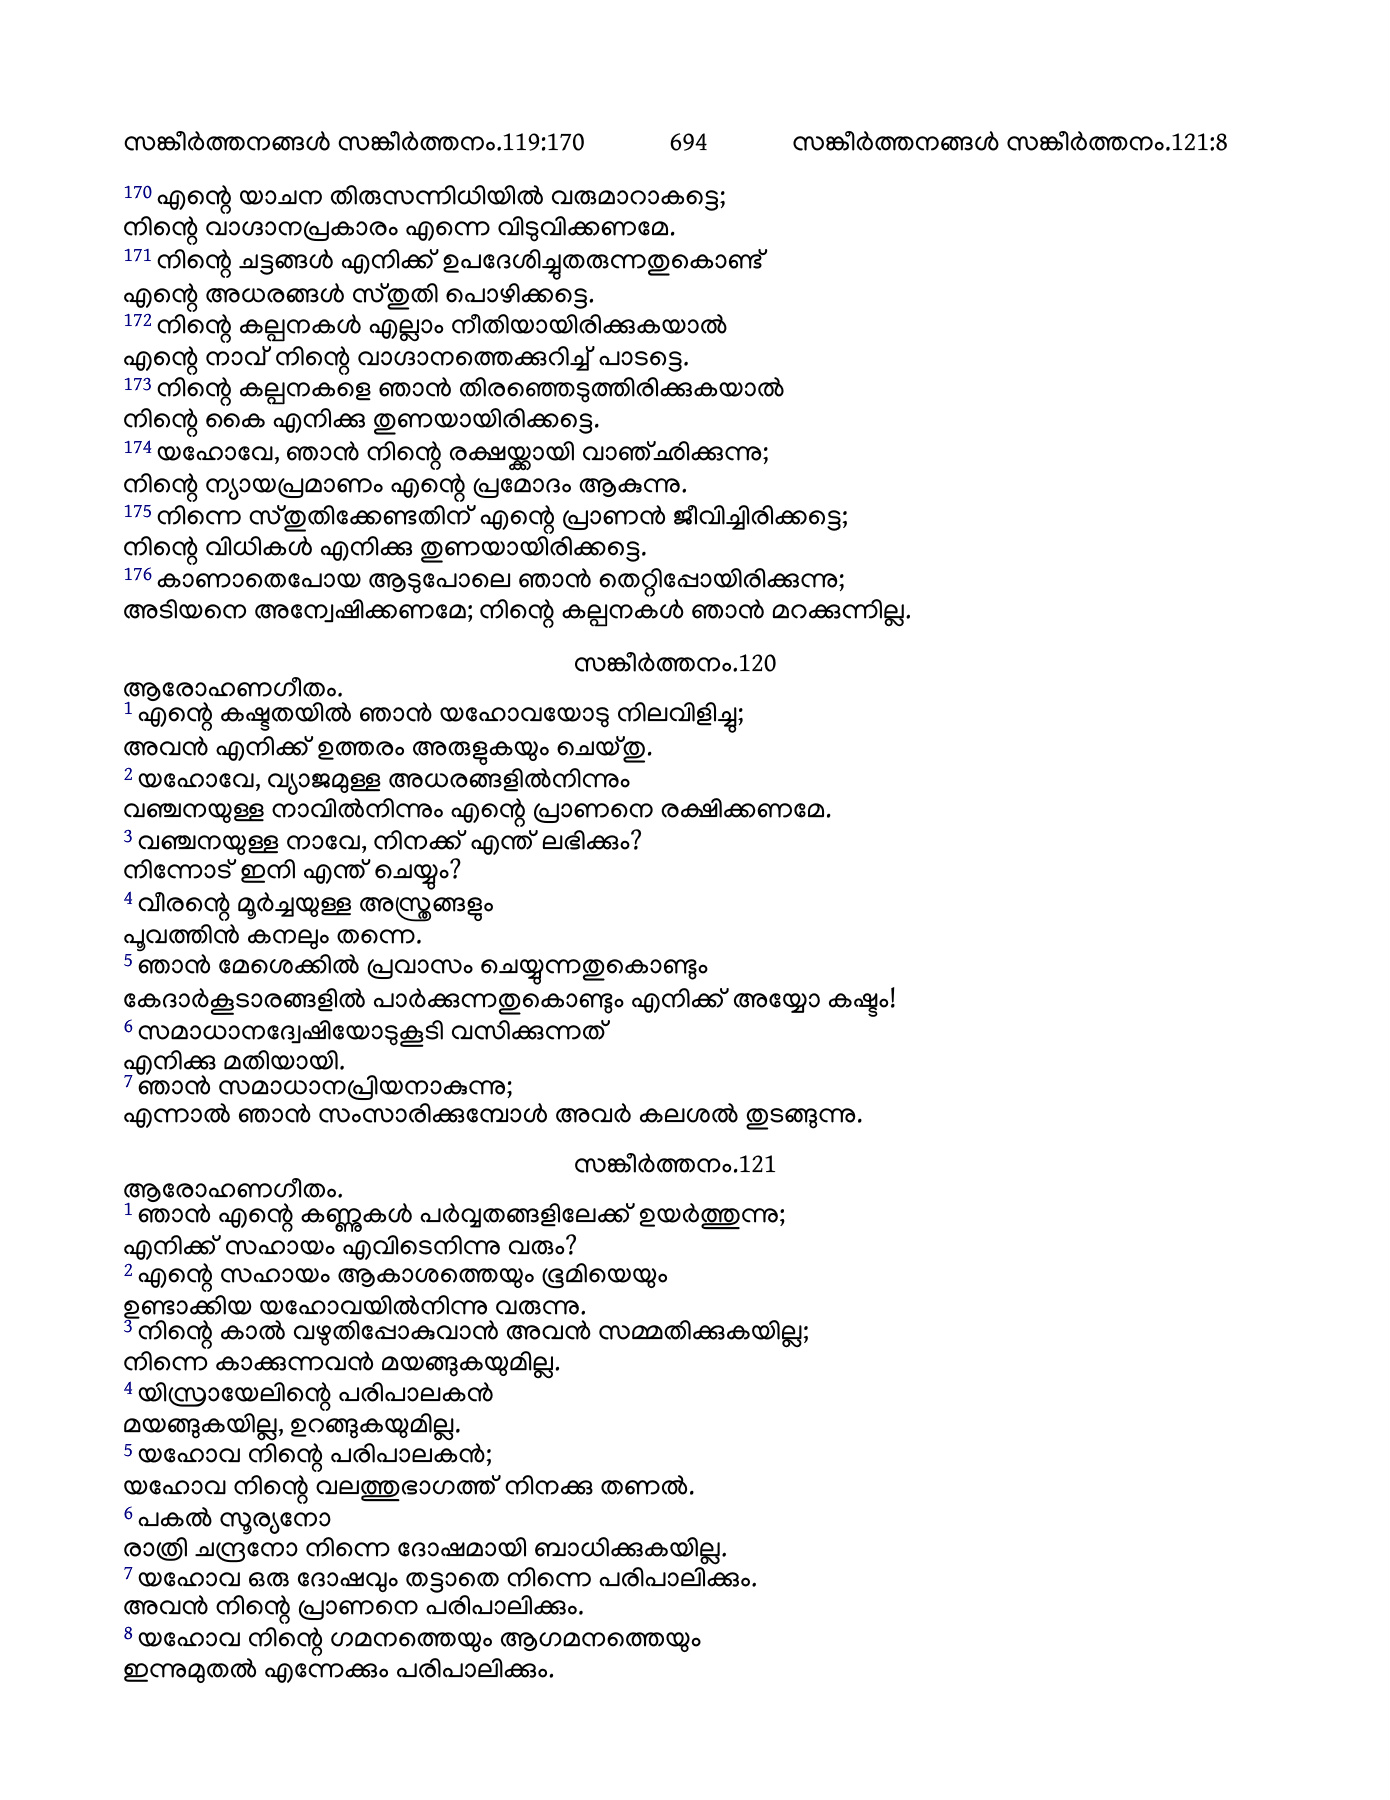 സങ്കീർത്തനങ്ങൾ സങ്കീർത്തനം.119:170 694 സങ്കീർത്തനങ്ങൾ സങ്കീർത്തനം.121:8
170 എന്റെ യാചന തിരുസന്നിധിയിൽ വരുമാറാകട്ടെ;
നിന്റെ വാഗ്ദാനപ്രകാരം എന്നെ വിടുവിക്കണമേ.
171 നിന്റെ ചട്ടങ്ങൾ എനിക്ക് ഉപദേശിച്ചുതരുന്നതുകൊണ്ട്
എന്റെ അധരങ്ങൾ സ്തുതി പൊഴിക്കട്ടെ.
172 നിന്റെ കല്പനകൾ എല്ലാം നീതിയായിരിക്കുകയാൽ
എന്റെ നാവ് നിന്റെ വാഗ്ദാനത്തെക്കുറിച്ച് പാടട്ടെ.
173 നിന്റെ കല്പനകളെ ഞാൻ തിരഞ്ഞെടുത്തിരിക്കുകയാൽ
നിന്റെ കൈ എനിക്കു തുണയായിരിക്കട്ടെ.
174 യഹോവേ, ഞാൻ നിന്റെ രക്ഷയ്ക്കായി വാഞ്ഛിക്കുന്നു;
നിന്റെ ന്യായപ്രമാണം എന്റെ പ്രമോദം ആകുന്നു.
175 നിന്നെ സ്തുതിക്കേണ്ടതിന് എന്റെ പ്രാണൻ ജീവിച്ചിരിക്കട്ടെ;
നിന്റെ വിധികൾ എനിക്കു തുണയായിരിക്കട്ടെ.
176 കാണാതെപോയ ആടുപോലെ ഞാൻ തെറ്റിപ്പോയിരിക്കുന്നു;
അടിയനെ അന്വേഷിക്കണമേ; നിന്റെ കല്പനകൾ ഞാൻ മറക്കുന്നില്ല.
സങ്കീർത്തനം.120
ആരോഹണഗീതം.
1 എന്റെ കഷ്ടതയിൽ ഞാൻ യഹോവയോടു നിലവിളിച്ചു;
അവൻ എനിക്ക് ഉത്തരം അരുളുകയും ചെയ്തു.
2 യഹോവേ, വ്യാജമുള്ള അധരങ്ങളിൽനിന്നും
വഞ്ചനയുള്ള നാവിൽനിന്നും എന്റെ പ്രാണനെ രക്ഷിക്കണമേ.
3 വഞ്ചനയുള്ള നാവേ, നിനക്ക് എന്ത് ലഭിക്കും?
നിന്നോട് ഇനി എന്ത് ചെയ്യും?
4 വീരന്റെ മൂർച്ചയുള്ള അസ്ത്രങ്ങളും
പൂവത്തിൻ കനലും തന്നെ.
5 ഞാൻ മേശെക്കിൽ പ്രവാസം ചെയ്യുന്നതുകൊണ്ടും
കേദാർകൂടാരങ്ങളിൽ പാർക്കുന്നതുകൊണ്ടും എനിക്ക് അയ്യോ കഷ്ടം!
6 സമാധാനദ്വേഷിയോടുകൂടി വസിക്കുന്നത്
എനിക്കു മതിയായി.
7 ഞാൻ സമാധാനപ്രിയനാകുന്നു;
എന്നാൽ ഞാൻ സംസാരിക്കുമ്പോൾ അവർ കലശൽ തുടങ്ങുന്നു.
സങ്കീർത്തനം.121
ആരോഹണഗീതം.
1 ഞാൻ എന്റെ കണ്ണുകൾ പർവ്വതങ്ങളിലേക്ക് ഉയർത്തുന്നു;
എനിക്ക് സഹായം എവിടെനിന്നു വരും?
2 എന്റെ സഹായം ആകാശത്തെയും ഭൂമിയെയും
ഉണ്ടാക്കിയ യഹോവയിൽനിന്നു വരുന്നു.
3 നിന്റെ കാൽ വഴുതിപ്പോകുവാൻ അവൻ സമ്മതിക്കുകയില്ല;
നിന്നെ കാക്കുന്നവൻ മയങ്ങുകയുമില്ല.
4 യിസ്രായേലിന്റെ പരിപാലകൻ
മയങ്ങുകയില്ല, ഉറങ്ങുകയുമില്ല.
5 യഹോവ നിന്റെ പരിപാലകൻ;
യഹോവ നിന്റെ വലത്തുഭാഗത്ത് നിനക്കു തണൽ.
6 പകൽ സൂര്യനോ
രാത്രി ചന്ദ്രനോ നിന്നെ ദോഷമായി ബാധിക്കുകയില്ല.
7 യഹോവ ഒരു ദോഷവും തട്ടാതെ നിന്നെ പരിപാലിക്കും.
അവൻ നിന്റെ പ്രാണനെ പരിപാലിക്കും.
8 യഹോവ നിന്റെ ഗമനത്തെയും ആഗമനത്തെയും
ഇന്നുമുതൽ എന്നേക്കും പരിപാലിക്കും.